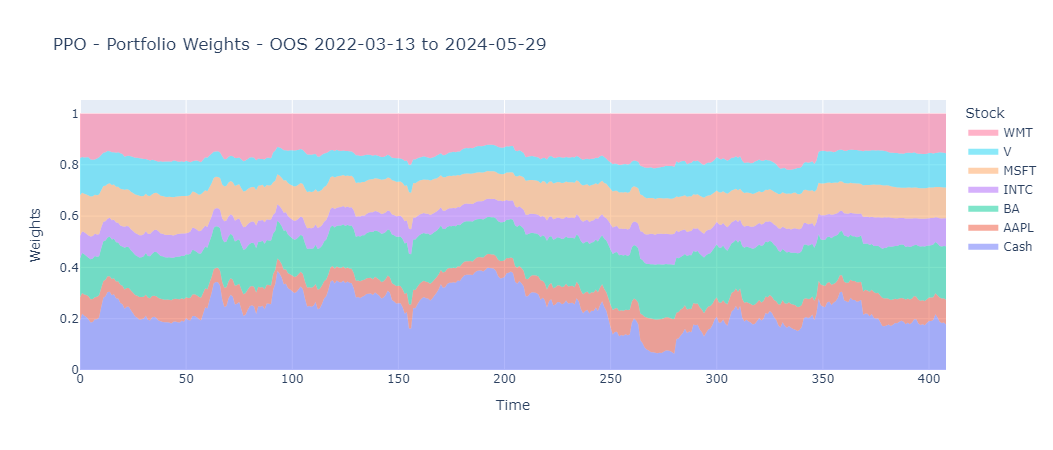 PPO - Portfolio Weights - OOS 2022-03-13 to 2024-05-29
Stock
WMT
V
MSFT
INTC
BA
AAPL
Cash
Weights
1
0.8
0.6
0.4
0.2
0
0 50 100 150 200 250 300 350 400
Time